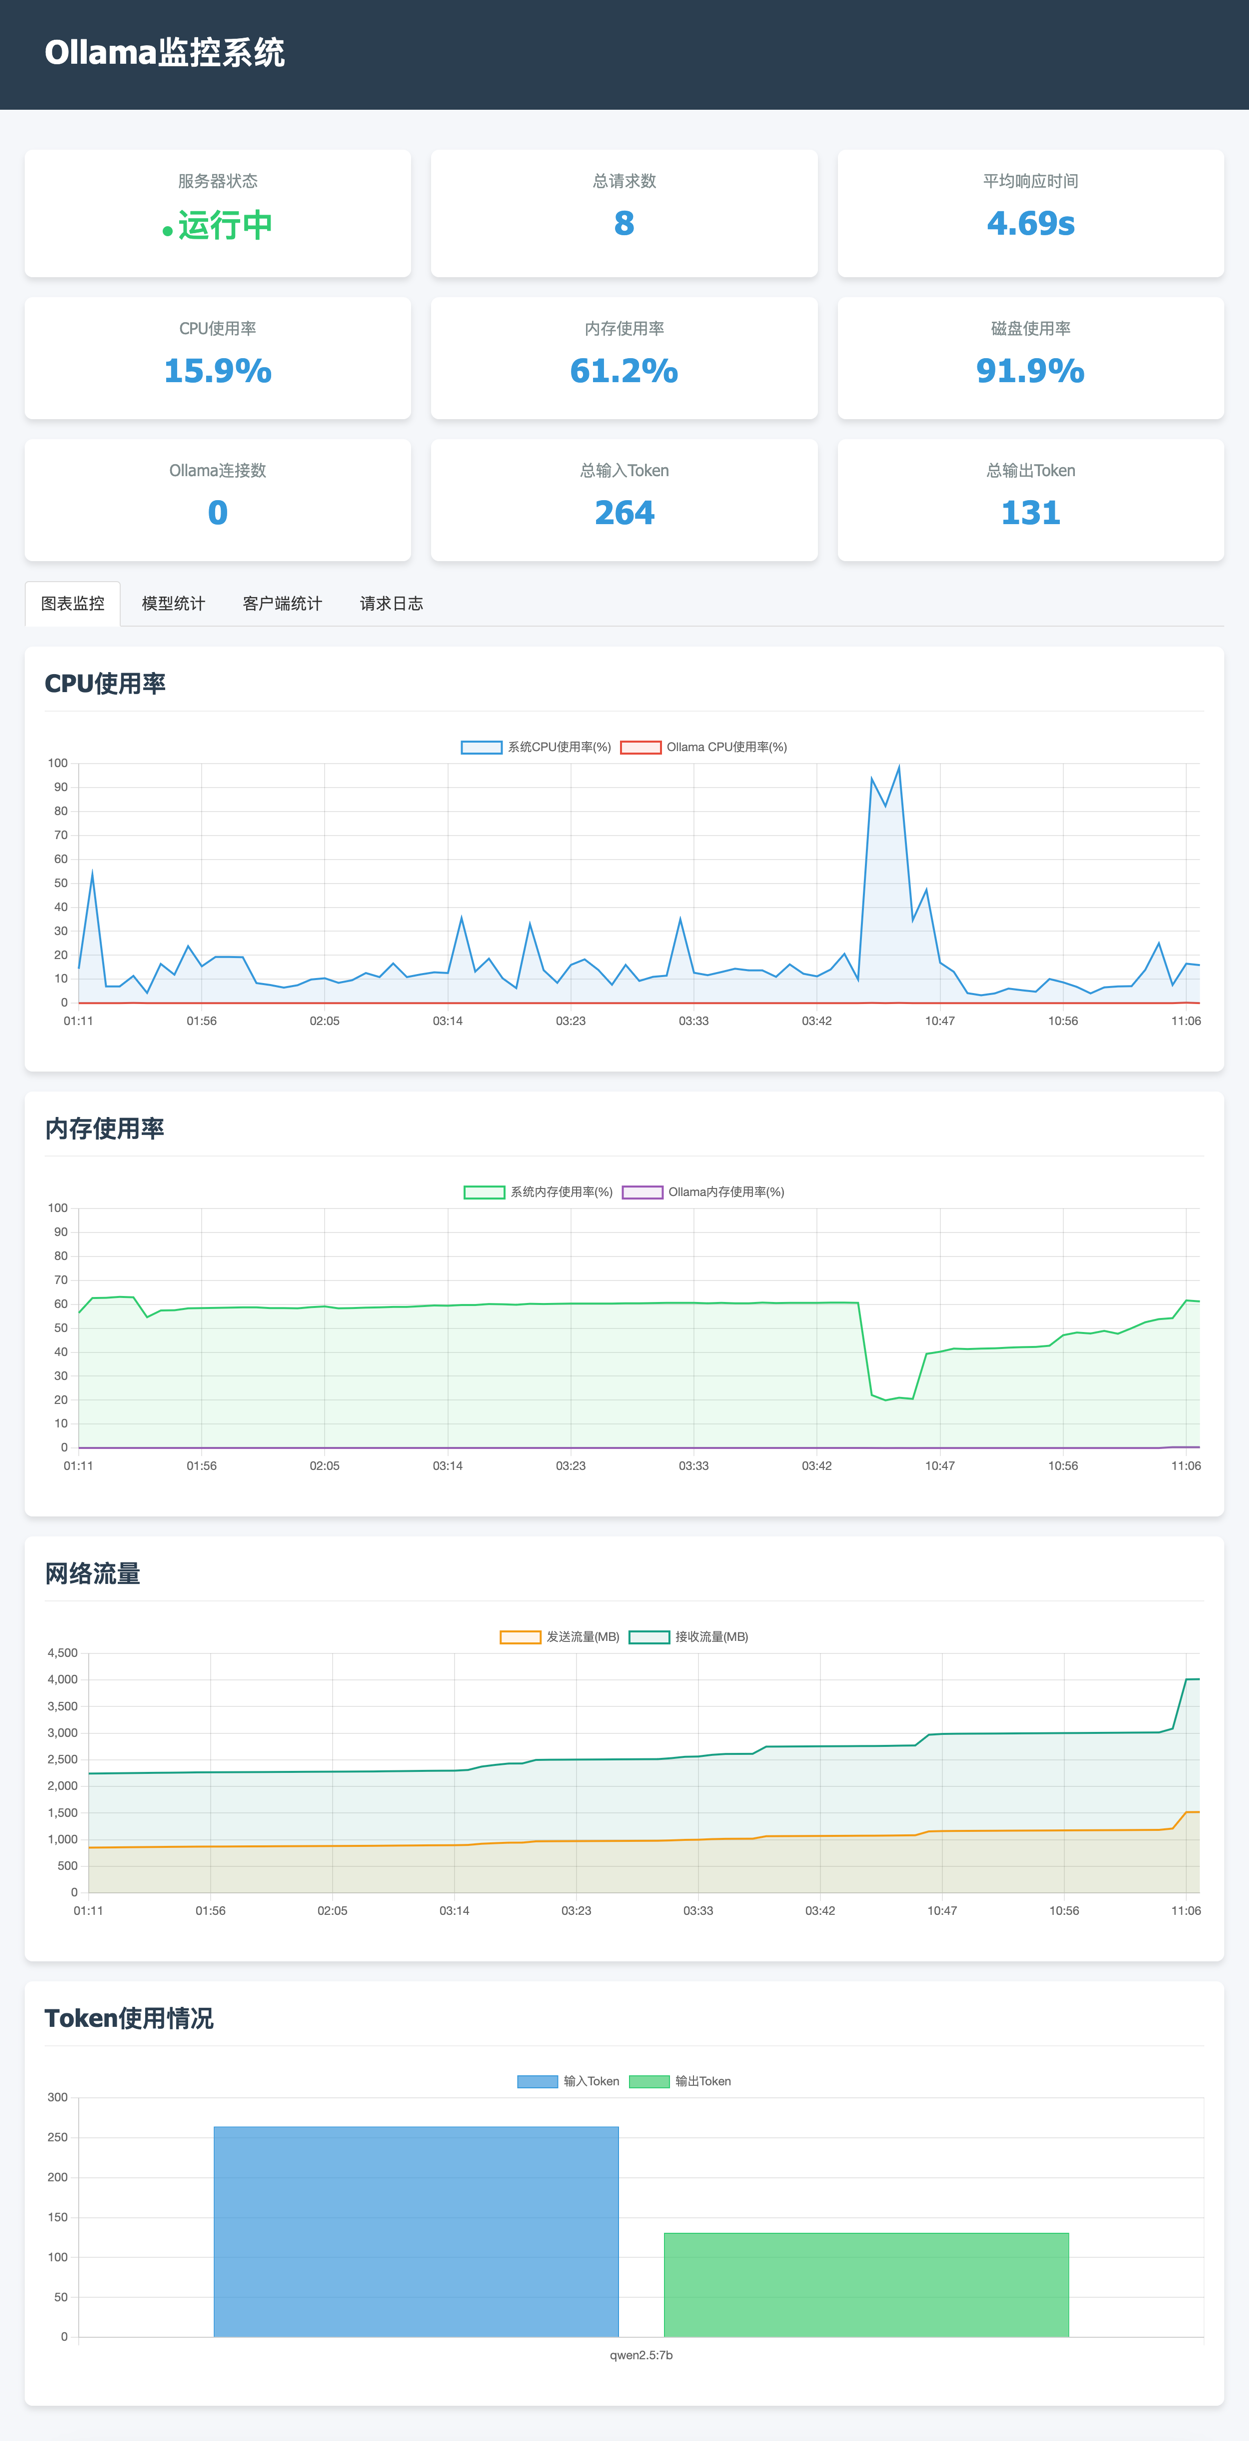 Ollama监控系统
服务器状态
运行中
总请求数
8
平均响应时间
4.69s
CPU使用率
15.9%
内存使用率
61.2%
磁盘使用率
91.9%
Ollama连接数
0
总输入Token
264
总输出Token
131
图表监控 模型统计 客户端统计 请求日志
CPU使用率
系统CPU使用率(%) Ollama CPU使用率(%)
100
90
80
70
60
50
40
30
20
10
0
01:11 01:56 02:05 03:14 03:23 03:33 03:42 10:47 10:56 11:06
内存使用率
系统内存使用率(%) Ollama内存使用率(%)
100
90
80
70
60
50
40
30
20
10
0
01:11 01:56 02:05 03:14 03:23 03:33 03:42 10:47 10:56 11:06
网络流量
发送流量(MB) 接收流量(MB)
4,500
4,000
3,500
3,000
2,500
2,000
1,500
1,000
500
0
01:11 01:56 02:05 03:14 03:23 03:33 03:42 10:47 10:56 11:06
Token使用情况
输入Token 输出Token
300
250
200
150
100
50
0
qwen2.5:7b